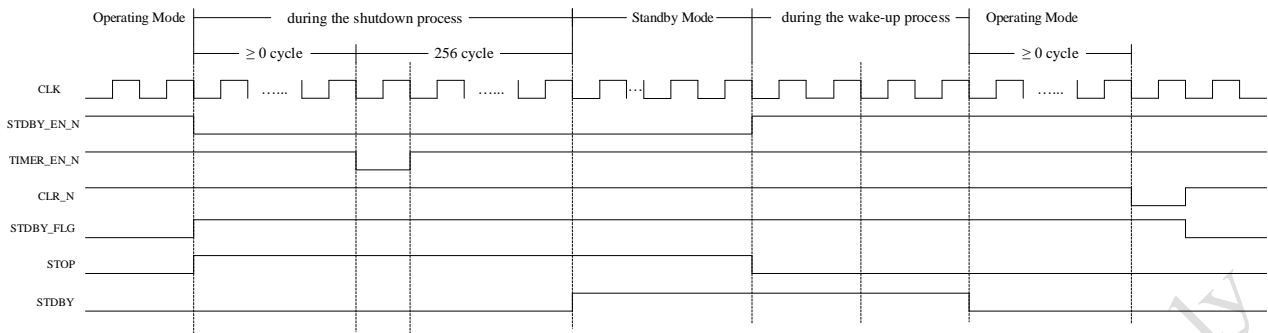 Operating Mode during the shutdown process Standby Mode during the wake-up process Operating Mode
≥ 0 cycle 256 cycle ≥ 0 cycle
CLK …... …... … …...
STDBY_EN_N
TIMER_EN_N
CLR_N
STDBY_FLG
STOP
STDBY